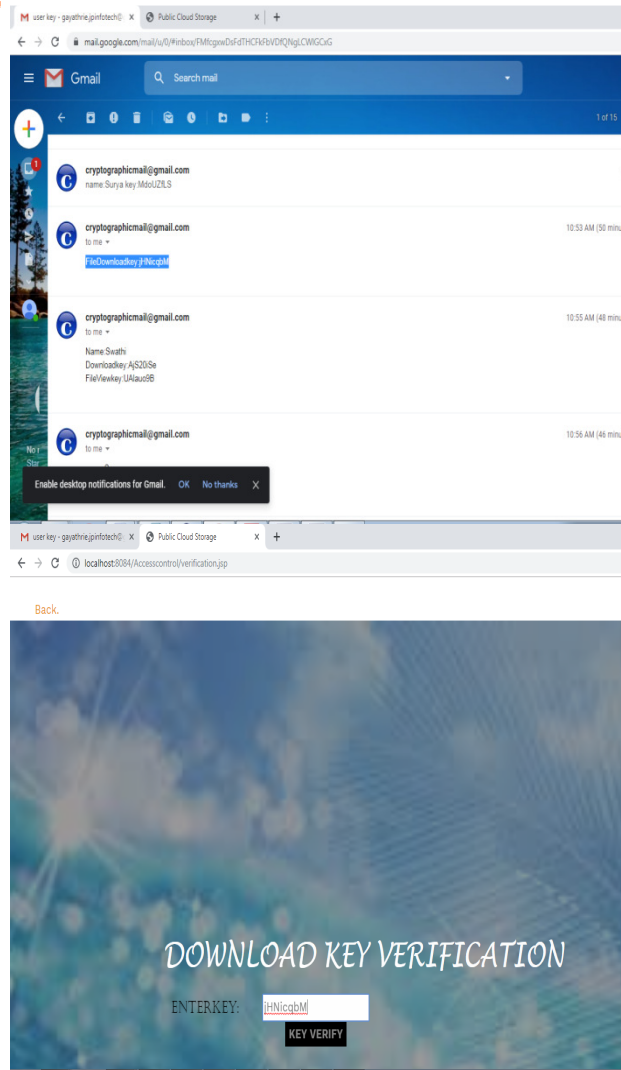 user key - gayathrie.jpinfotech@ x Public Cloud Storage x +
mail.google.com/mail/u/0/#inbox/FMfcgxwDsFdTHCFkFbVDfQNgLCWlGCxG
Gmail Search mail
1 of 15
1
cryptographicmail@gmail.com
name:Surya key:MdoUZfLS
cryptographicmail@gmail.com 10:53 AM (50 minu
to me
FileDownloadkey:jHNicqbM
cryptographicmail@gmail.com 10:55 AM (48 minu
to me
Name:Swathi
Downloadkey:AjS20iSe
FileViewkey:UAlauo9B
cryptographicmail@gmail.com 10:56 AM (46 minu
to me
No r
Star
Enable desktop notifications for Gmail. OK No thanks X
user key - gayathrie.jpinfotech@ x Public Cloud Storage x +
localhost:8084/Accesscontrol/verification.jsp
Back.
DOWNLOAD KEY VERIFICATION
ENTERKEY: jHNicqbM
KEY VERIFY